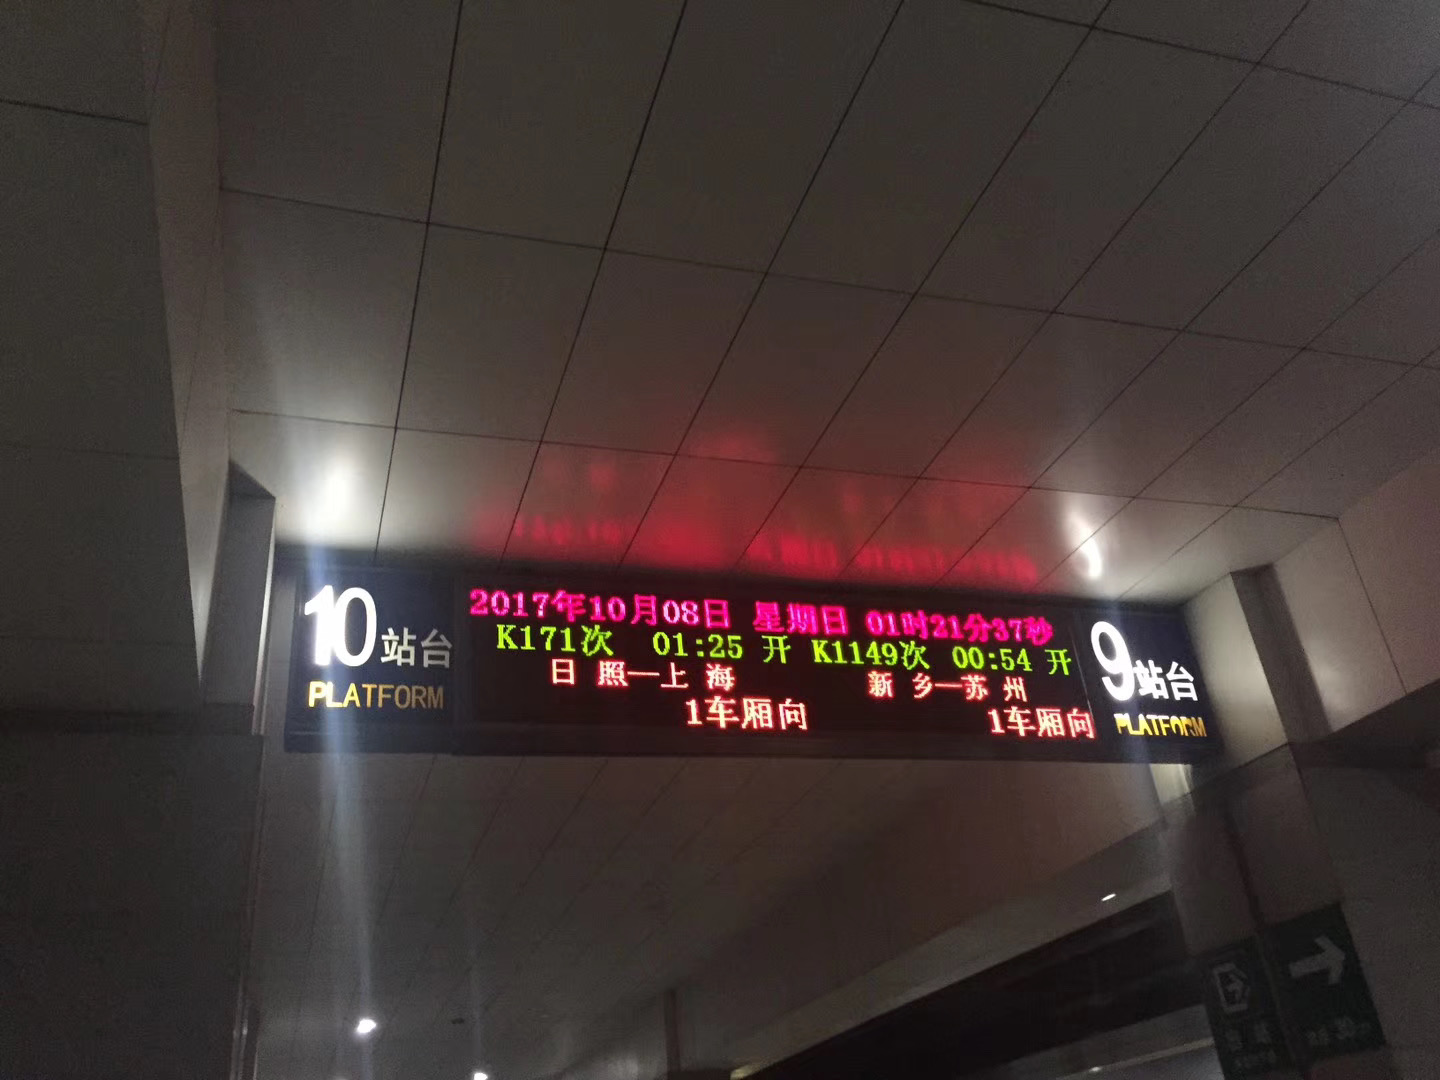 10站台
PLATFORM
2017年10月08日 星期日 01时21分37秒
K171次 01:25 开 K1149次 00:54 开
日 照—上 海 新 乡—苏 州
1车厢向 1车厢向
9站台
PLATFORM